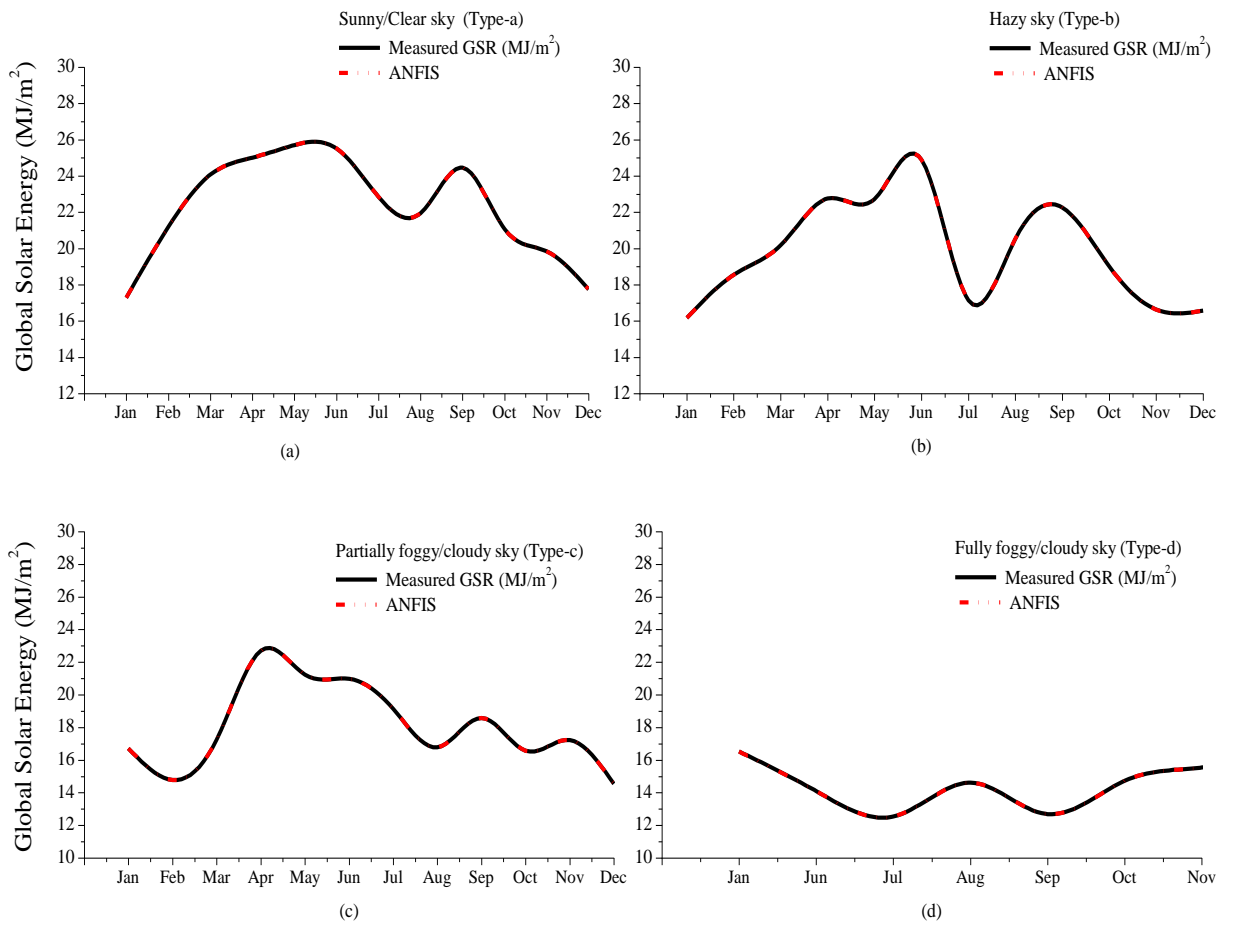 Sunny/Clear sky (Type-a)
Measured GSR (MJ/m²)
ANFIS
Global Solar Energy (MJ/m²)
30
28
26
24
22
20
18
16
14
12
Jan Feb Mar Apr May Jun Jul Aug Sep Oct Nov Dec
(a)
Hazy sky (Type-b)
Measured GSR (MJ/m²)
ANFIS
30
28
26
24
22
20
18
16
14
12
Jan Feb Mar Apr May Jun Jul Aug Sep Oct Nov Dec
(b)
Partially foggy/cloudy sky (Type-c)
Measured GSR (MJ/m²)
ANFIS
Global Solar Energy (MJ/m²)
30
28
26
24
22
20
18
16
14
12
10
Jan Feb Mar Apr May Jun Jul Aug Sep Oct Nov Dec
(c)
Fully foggy/cloudy sky (Type-d)
Measured GSR (MJ/m²)
ANFIS
30
28
26
24
22
20
18
16
14
12
10
Jan Jun Jul Aug Sep Oct Nov
(d)